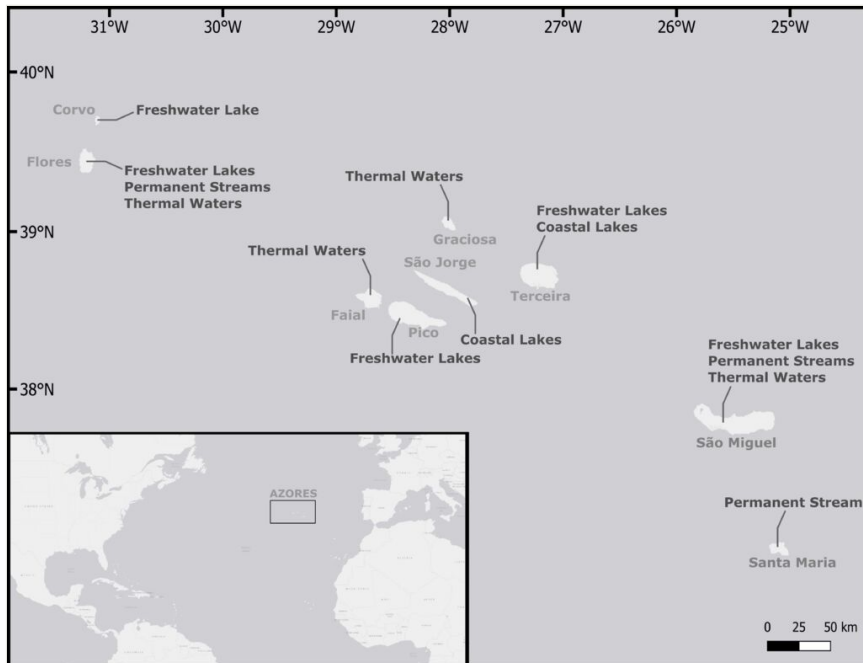 31°W 30°W 29°W 28°W 27°W 26°W 25°W
40°N
Corvo
Freshwater Lake
Flores
Freshwater Lakes
Permanent Streams
Thermal Waters
39°N
Thermal Waters
Graciosa
Freshwater Lakes
Coastal Lakes
Terceira
Thermal Waters
Faial
São Jorge
Coastal Lakes
Pico
Freshwater Lakes
38°N
Freshwater Lakes
Permanent Streams
Thermal Waters
São Miguel
AZORES
Permanent Stream
Santa Maria
0 25 50 km